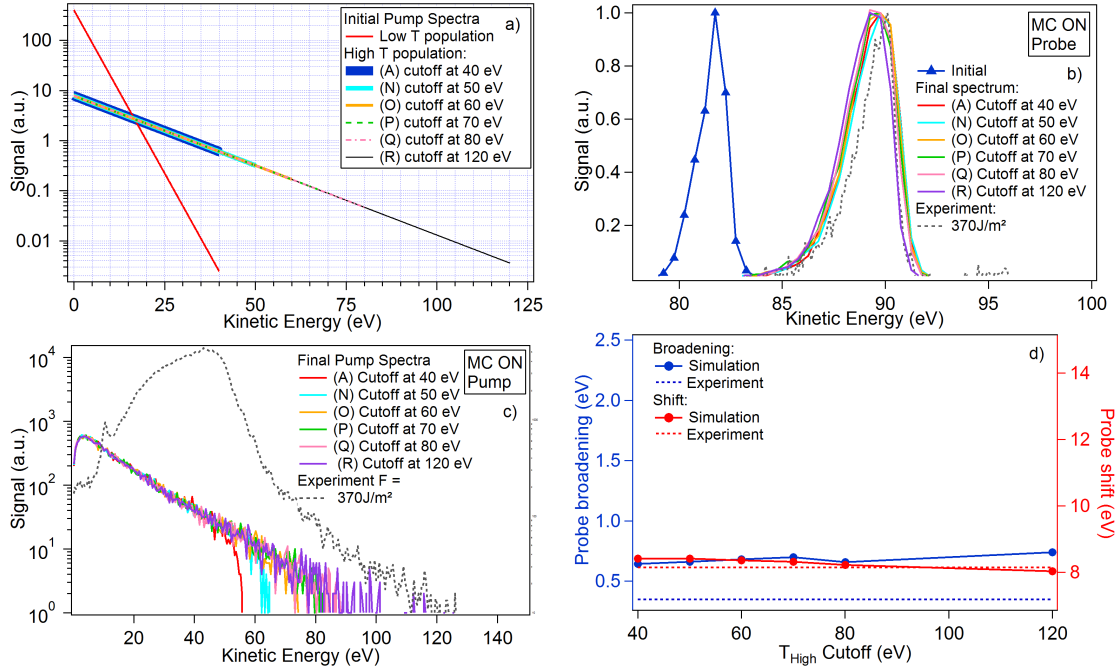 Initial Pump Spectra
Low T population
High T population:
(A) cutoff at 40 eV
(N) cutoff at 50 eV
(O) cutoff at 60 eV
(P) cutoff at 70 eV
(Q) cutoff at 80 eV
(R) cutoff at 120 eV
a)
Signal (a.u.)
100
10
1
0.1
0.01
0
25
50
75
100
125
Kinetic Energy (eV)
MC ON
Probe
b)
Initial
Final spectrum:
(A) Cutoff at 40 eV
(N) Cutoff at 50 eV
(O) Cutoff at 60 eV
(P) Cutoff at 70 eV
(Q) Cutoff at 80 eV
(R) Cutoff at 120 eV
Experiment:
370J/m²
Signal (a.u.)
1.0
0.8
0.6
0.4
0.2
80
85
90
95
100
Kinetic Energy (eV)
Final Pump Spectra
MC ON
Pump
(A) Cutoff at 40 eV
(N) Cutoff at 50 eV
(O) Cutoff at 60 eV
(P) Cutoff at 70 eV
(Q) Cutoff at 80 eV
(R) Cutoff at 120 eV
Experiment F =
370J/m²
c)
Signal (a.u.)
10⁴
10³
10²
10¹
10⁰
20
40
60
80
100
120
140
Kinetic Energy (eV)
Broadening:
Simulation
Experiment
Shift:
Simulation
Experiment
d)
Probe broadening (eV)
2.5
2.0
1.5
1.0
0.5
Probe shift (eV)
14
12
10
8
40
60
80
100
120
T_High Cutoff (eV)